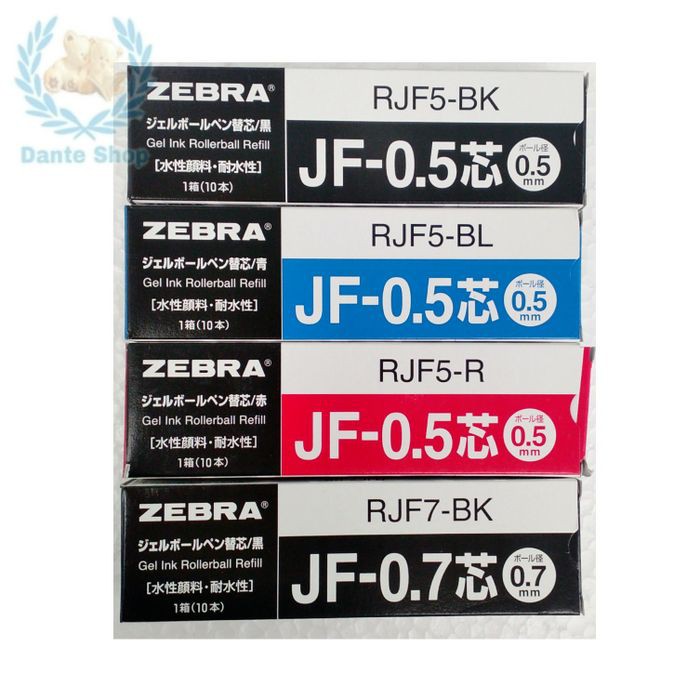 Dante Shop
ZEBRA®
ジェルボールペン替芯/黒
Gel Ink Rollerball Refill
[水性顔料・耐水性]
1箱(10本)
RJF5-BK
JF-0.5芯
ボール径
0.5
mm
ZEBRA®
ジェルボールペン替芯/青
Gel Ink Rollerball Refill
[水性顔料・耐水性]
1箱(10本)
RJF5-BL
JF-0.5芯
ボール径
0.5
mm
ZEBRA®
ジェルボールペン替芯/赤
Gel Ink Rollerball Refill
[水性顔料・耐水性]
1箱(10本)
RJF5-R
JF-0.5芯
ボール径
0.5
mm
ZEBRA®
ジェルボールペン替芯/黒
Gel Ink Rollerball Refill
[水性顔料・耐水性]
1箱(10本)
RJF7-BK
JF-0.7芯
ボール径
0.7
mm